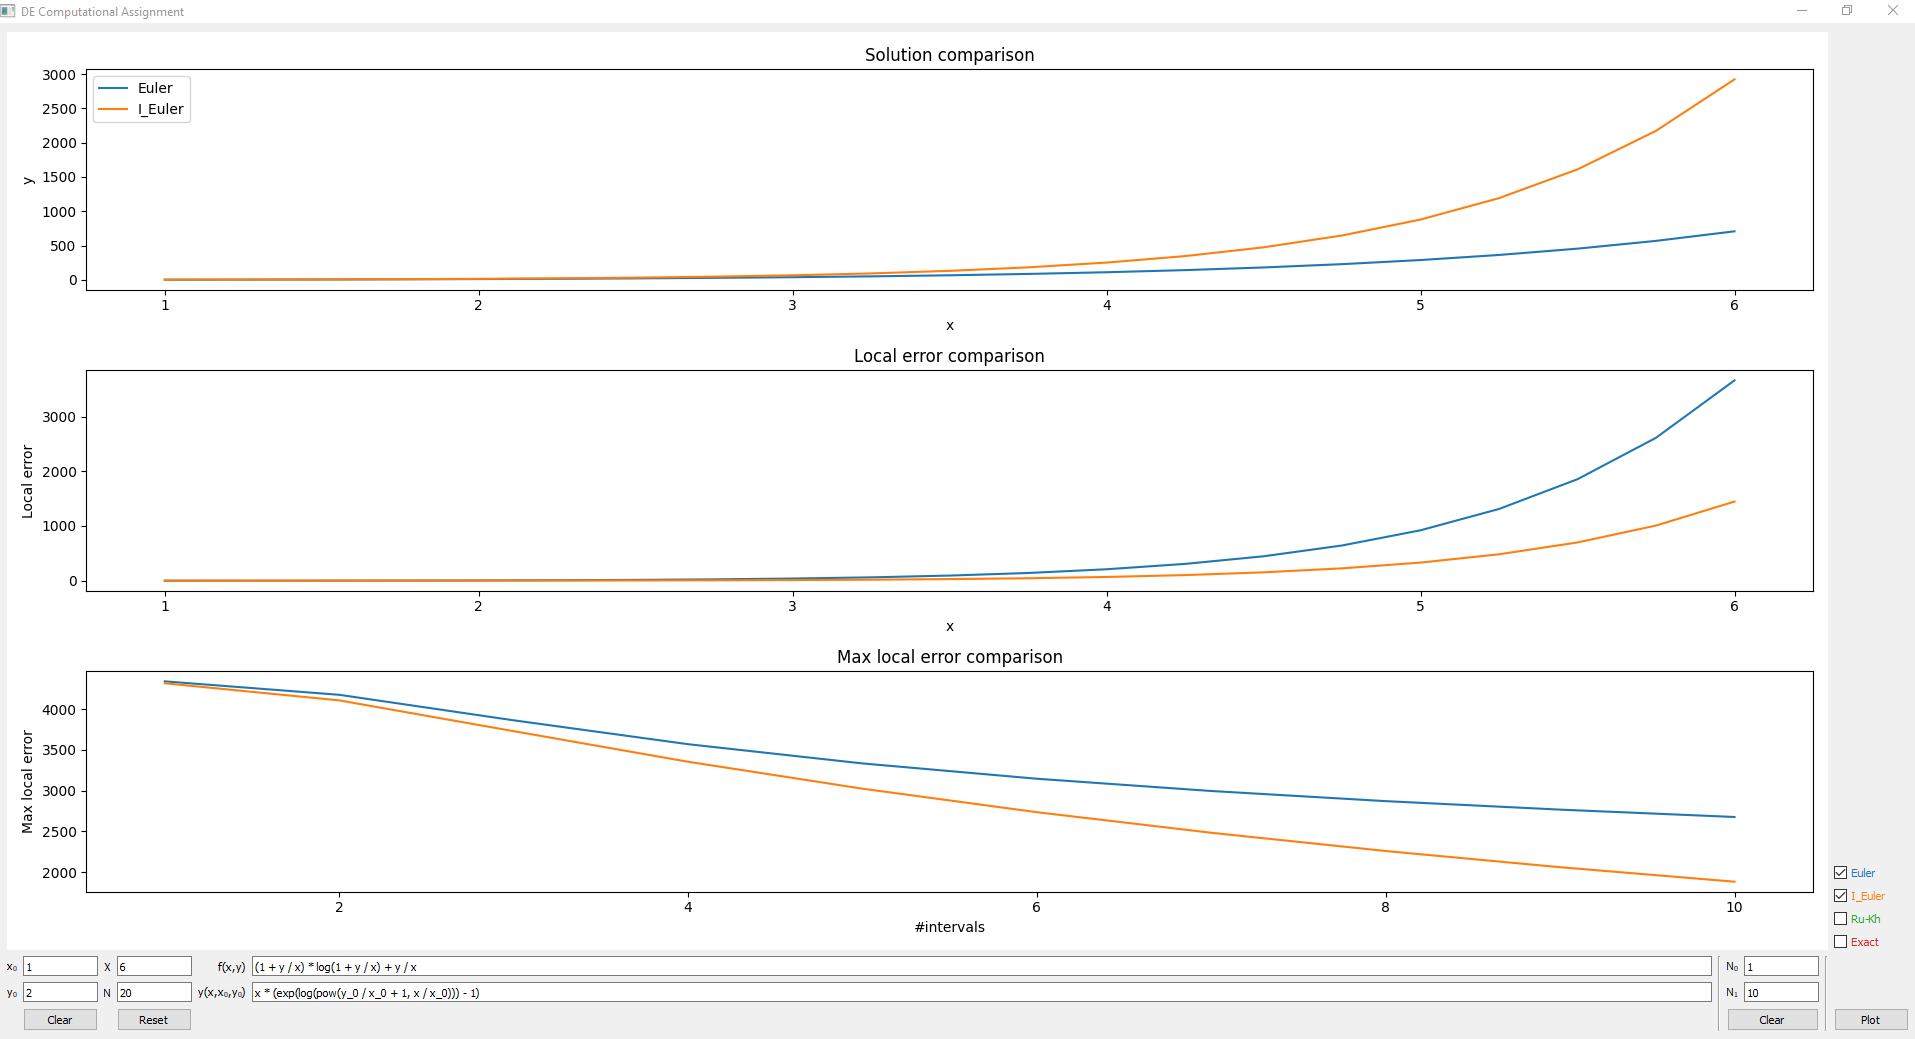 DE Computational Assignment
Solution comparison
3000
2500
2000
1500
1000
500
0
y
Euler
I_Euler
1 2 3 4 5 6
x
Local error comparison
3000
2000
1000
0
Local error
1 2 3 4 5 6
x
Max local error comparison
4000
3500
3000
2500
2000
Max local error
2 4 6 8 10
#intervals
Euler
I_Euler
Ru-Kh
Exact
x₀ 1 X 6 f(x,y) (1 + y / x) * log(1 + y / x) + y / x N₀ 1
y₀ 2 N 20 y(x,x₀,y₀) x * (exp(log(pow(y_0 / x_0 + 1, x / x_0))) - 1) N₁ 10
Clear Reset Clear Plot